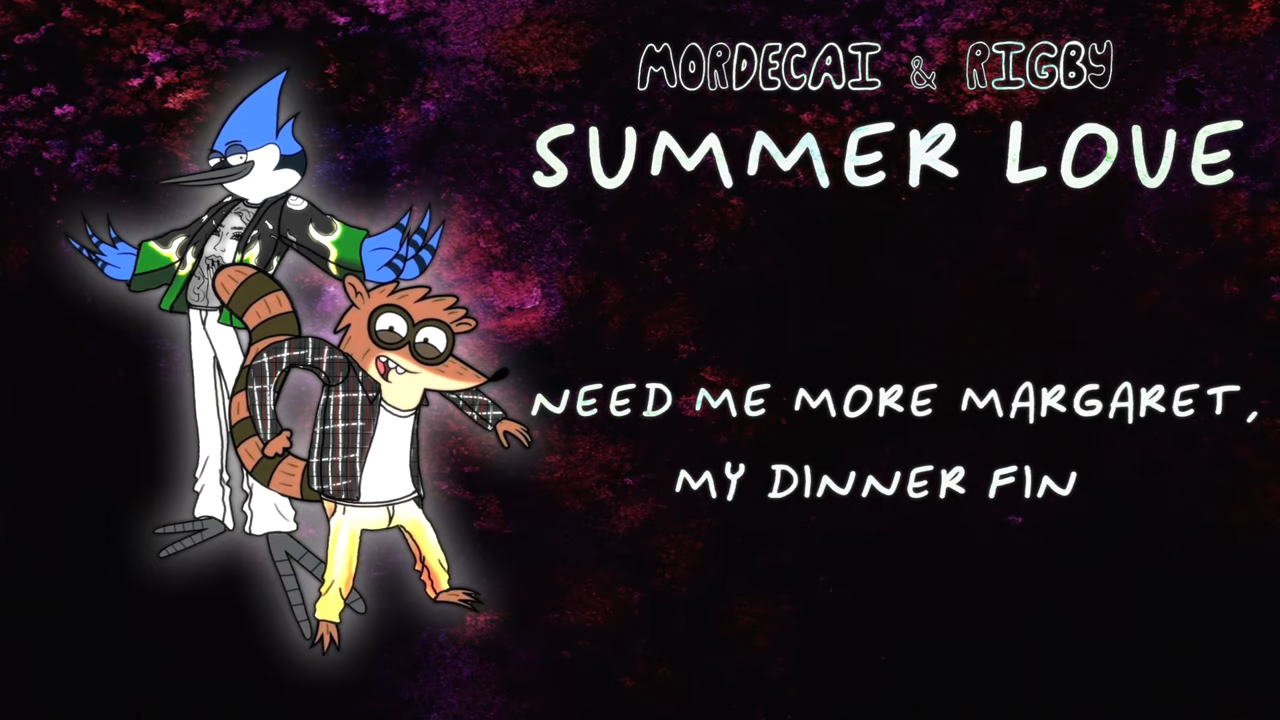 MORDECAI & RIGBY
SUMMER LOVE
NEED ME MORE MARGARET,
MY DINNER FIN